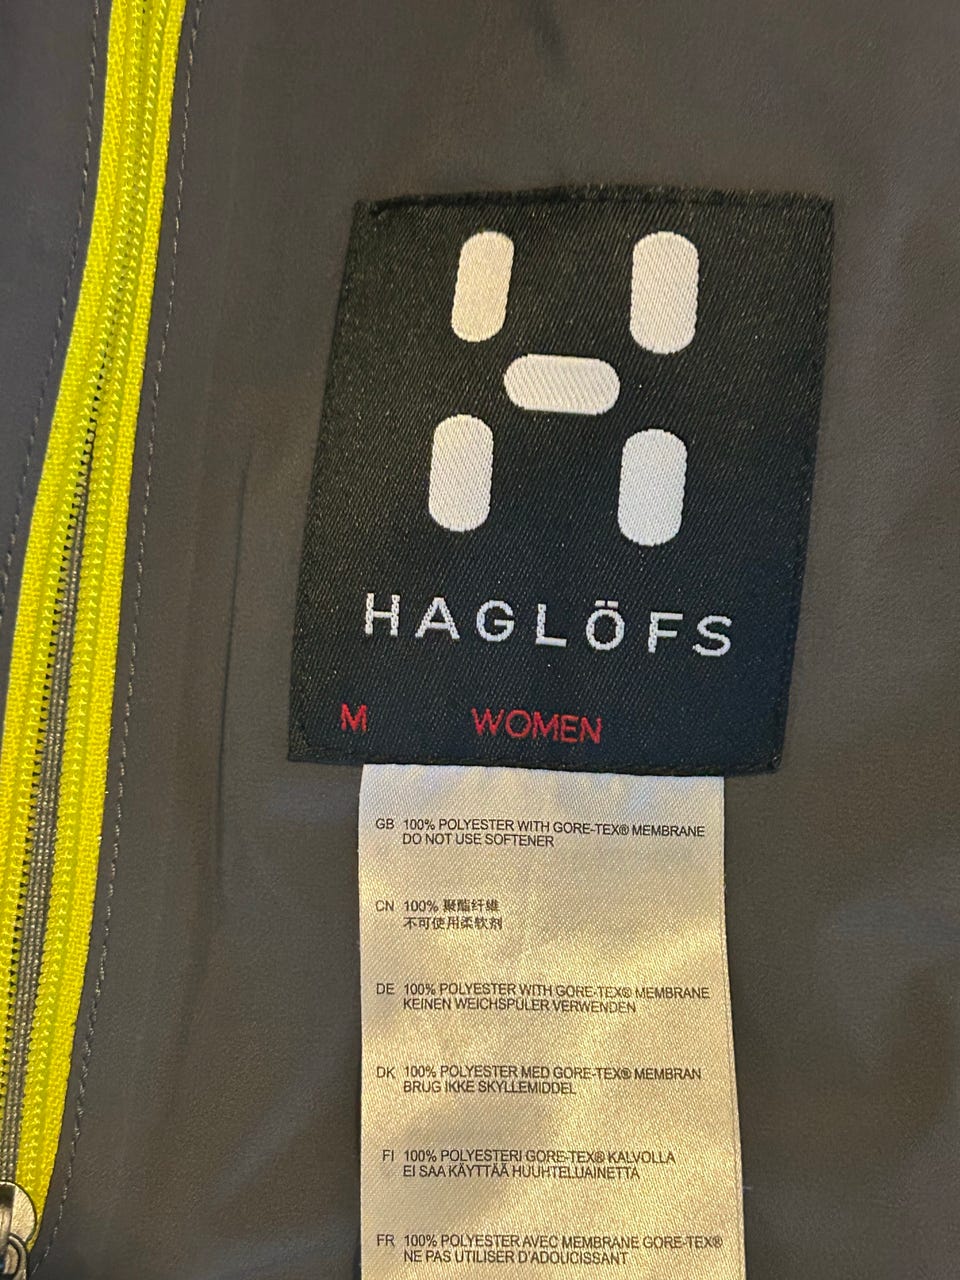 HAGLÖFS
M WOMEN
GB 100% POLYESTER WITH GORE-TEX® MEMBRANE
DO NOT USE SOFTENER
CN 100% 聚酯纤维
不可使用柔软剂
DE 100% POLYESTER WITH GORE-TEX® MEMBRANE
KEINEN WEICHSPÜLER VERWENDEN
DK 100% POLYESTER MED GORE-TEX® MEMBRAN
BRUG IKKE SKYLLEMIDDEL
FI 100% POLYESTERI GORE-TEX® KALVOLLA
EI SAA KÄYTTÄÄ HUUHTELUAINETTA
FR 100% POLYESTER AVEC MEMBRANE GORE-TEX®
NE PAS UTILISER D'ADOUCISSANT